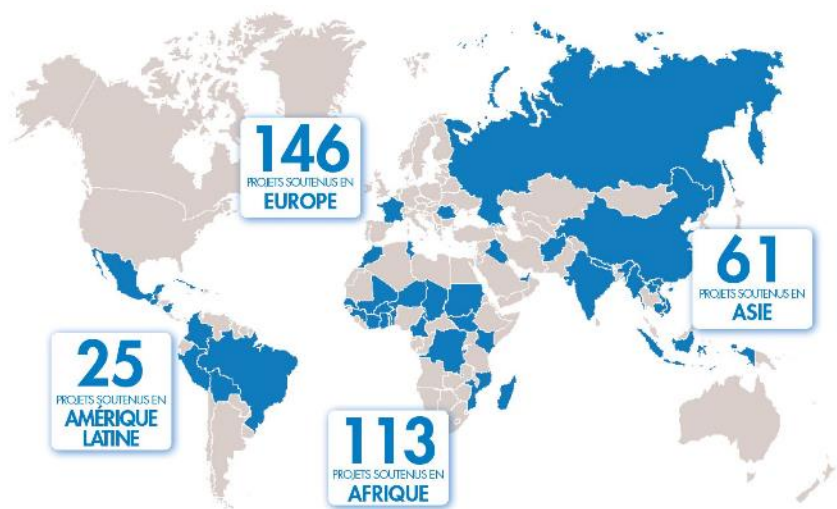 146
PROJETS SOUTENUS EN
EUROPE
61
PROJETS SOUTENUS EN
ASIE
25
PROJETS SOUTENUS EN
AMÉRIQUE
LATINE
113
PROJETS SOUTENUS EN
AFRIQUE